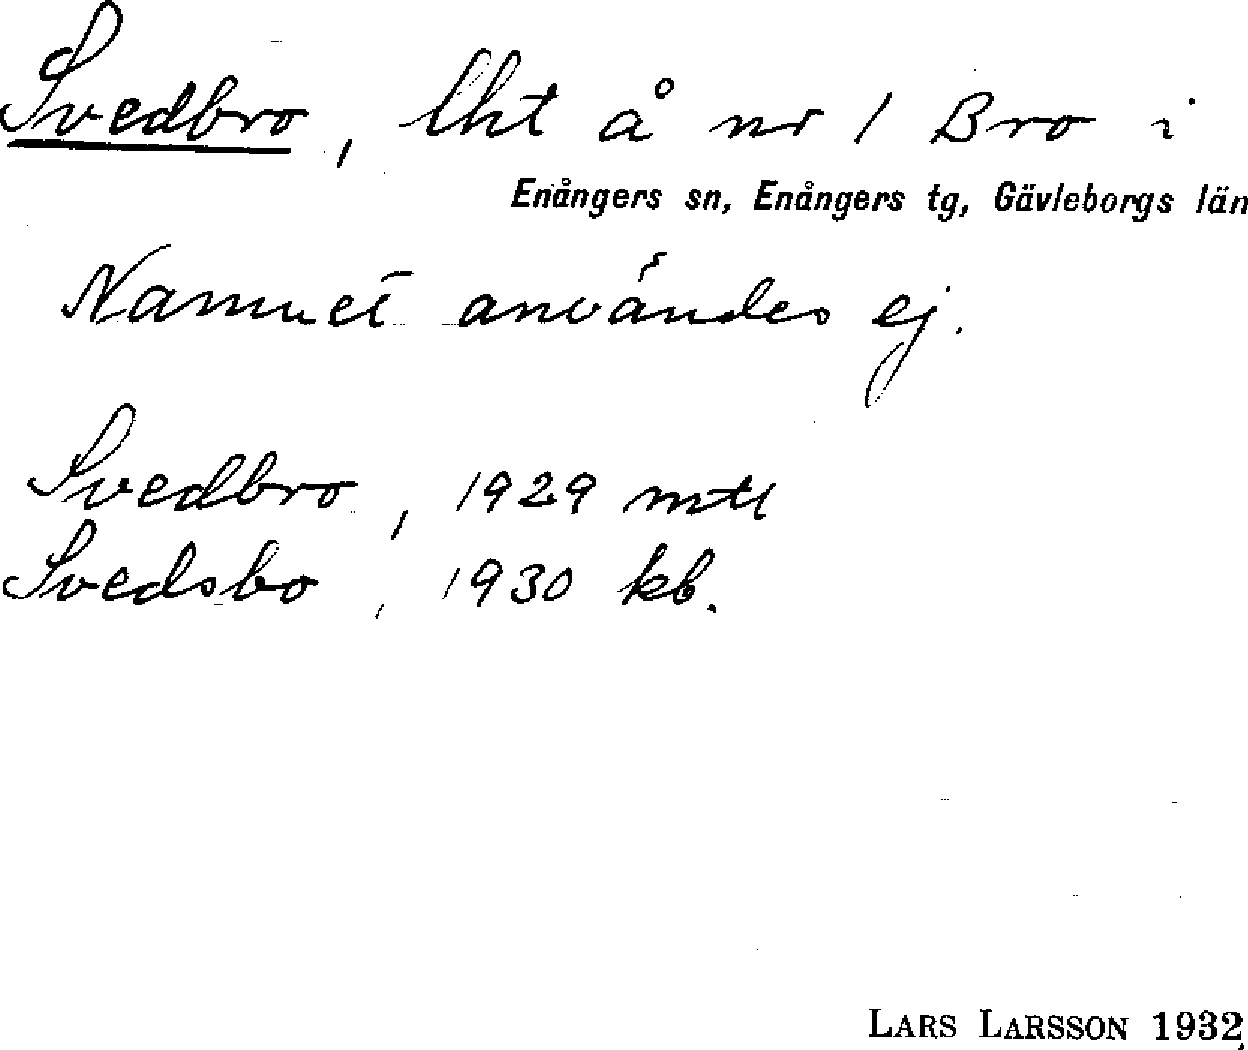 Svedbro, lht å nr 1 Bro i
Enångers sn, Enångers tg, Gävleborgs län
Namnet användes ej.
Svedbro, 1929 mtl
Svedsbo, 1930 kb.
LARS LARSSON 1932